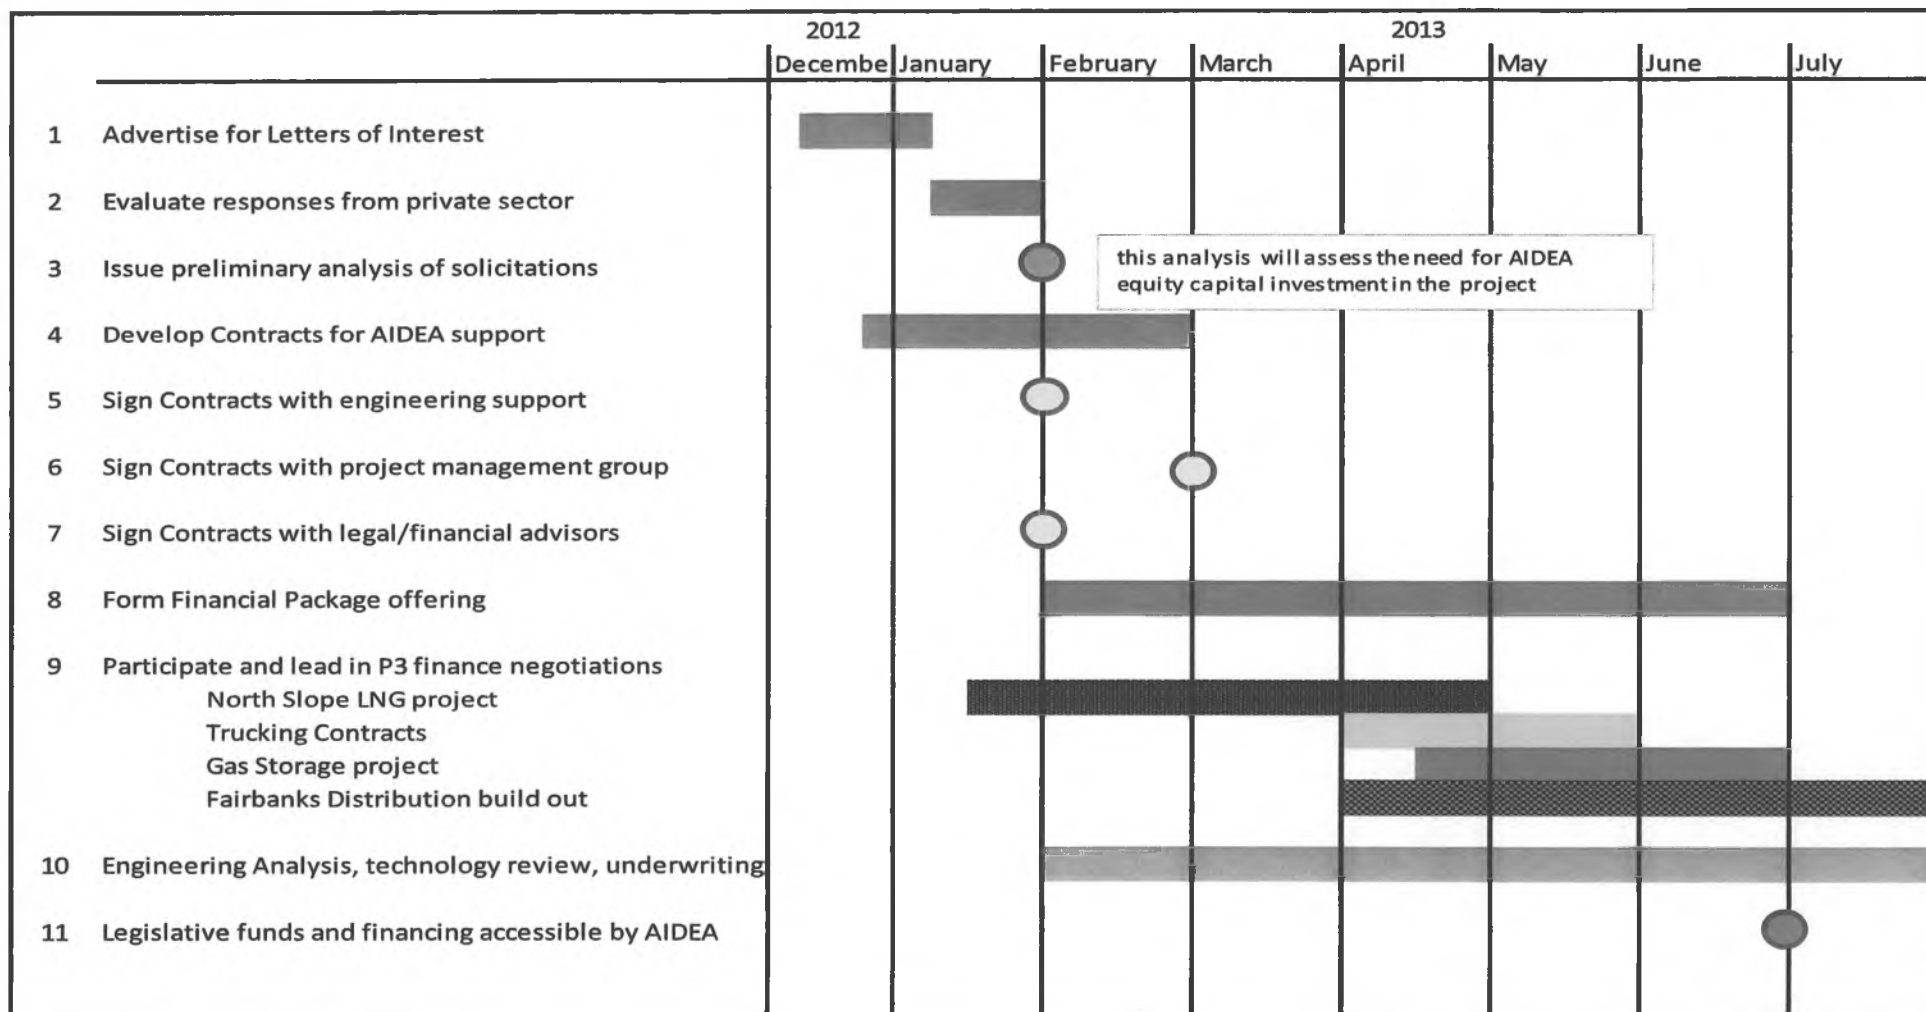 2012 2013
Decembe January February March April May June July
1 Advertise for Letters of Interest
2 Evaluate responses from private sector
3 Issue preliminary analysis of solicitations
this analysis will assess the need for AIDEA
equity capital investment in the project
4 Develop Contracts for AIDEA support
5 Sign Contracts with engineering support
6 Sign Contracts with project management group
7 Sign Contracts with legal/financial advisors
8 Form Financial Package offering
9 Participate and lead in P3 finance negotiations
North Slope LNG project
Trucking Contracts
Gas Storage project
Fairbanks Distribution build out
10 Engineering Analysis, technology review, underwriting
11 Legislative funds and financing accessible by AIDEA